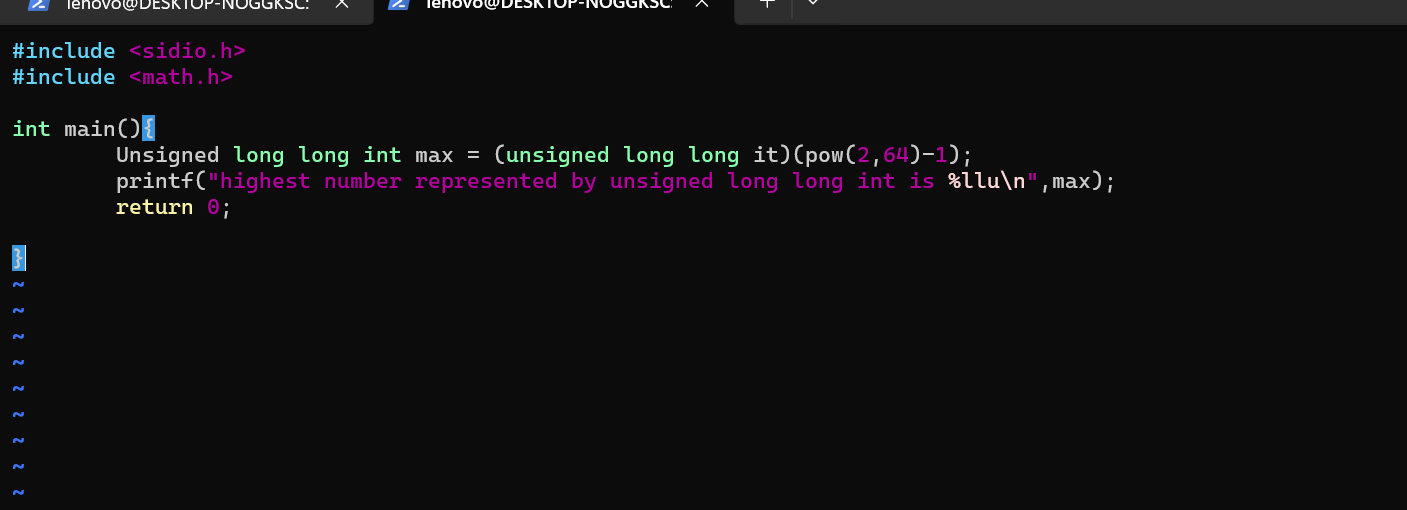 lenovo@DESKTOP-NOGGKSC:
lenovo@DESKTOP-NOGGKSC:
#include <sidio.h>
#include <math.h>
int main(){
Unsigned long long int max = (unsigned long long it)(pow(2,64)-1);
printf("highest number represented by unsigned long long int is %llu\n",max);
return 0;
}
~
~
~
~
~
~
~
~
~